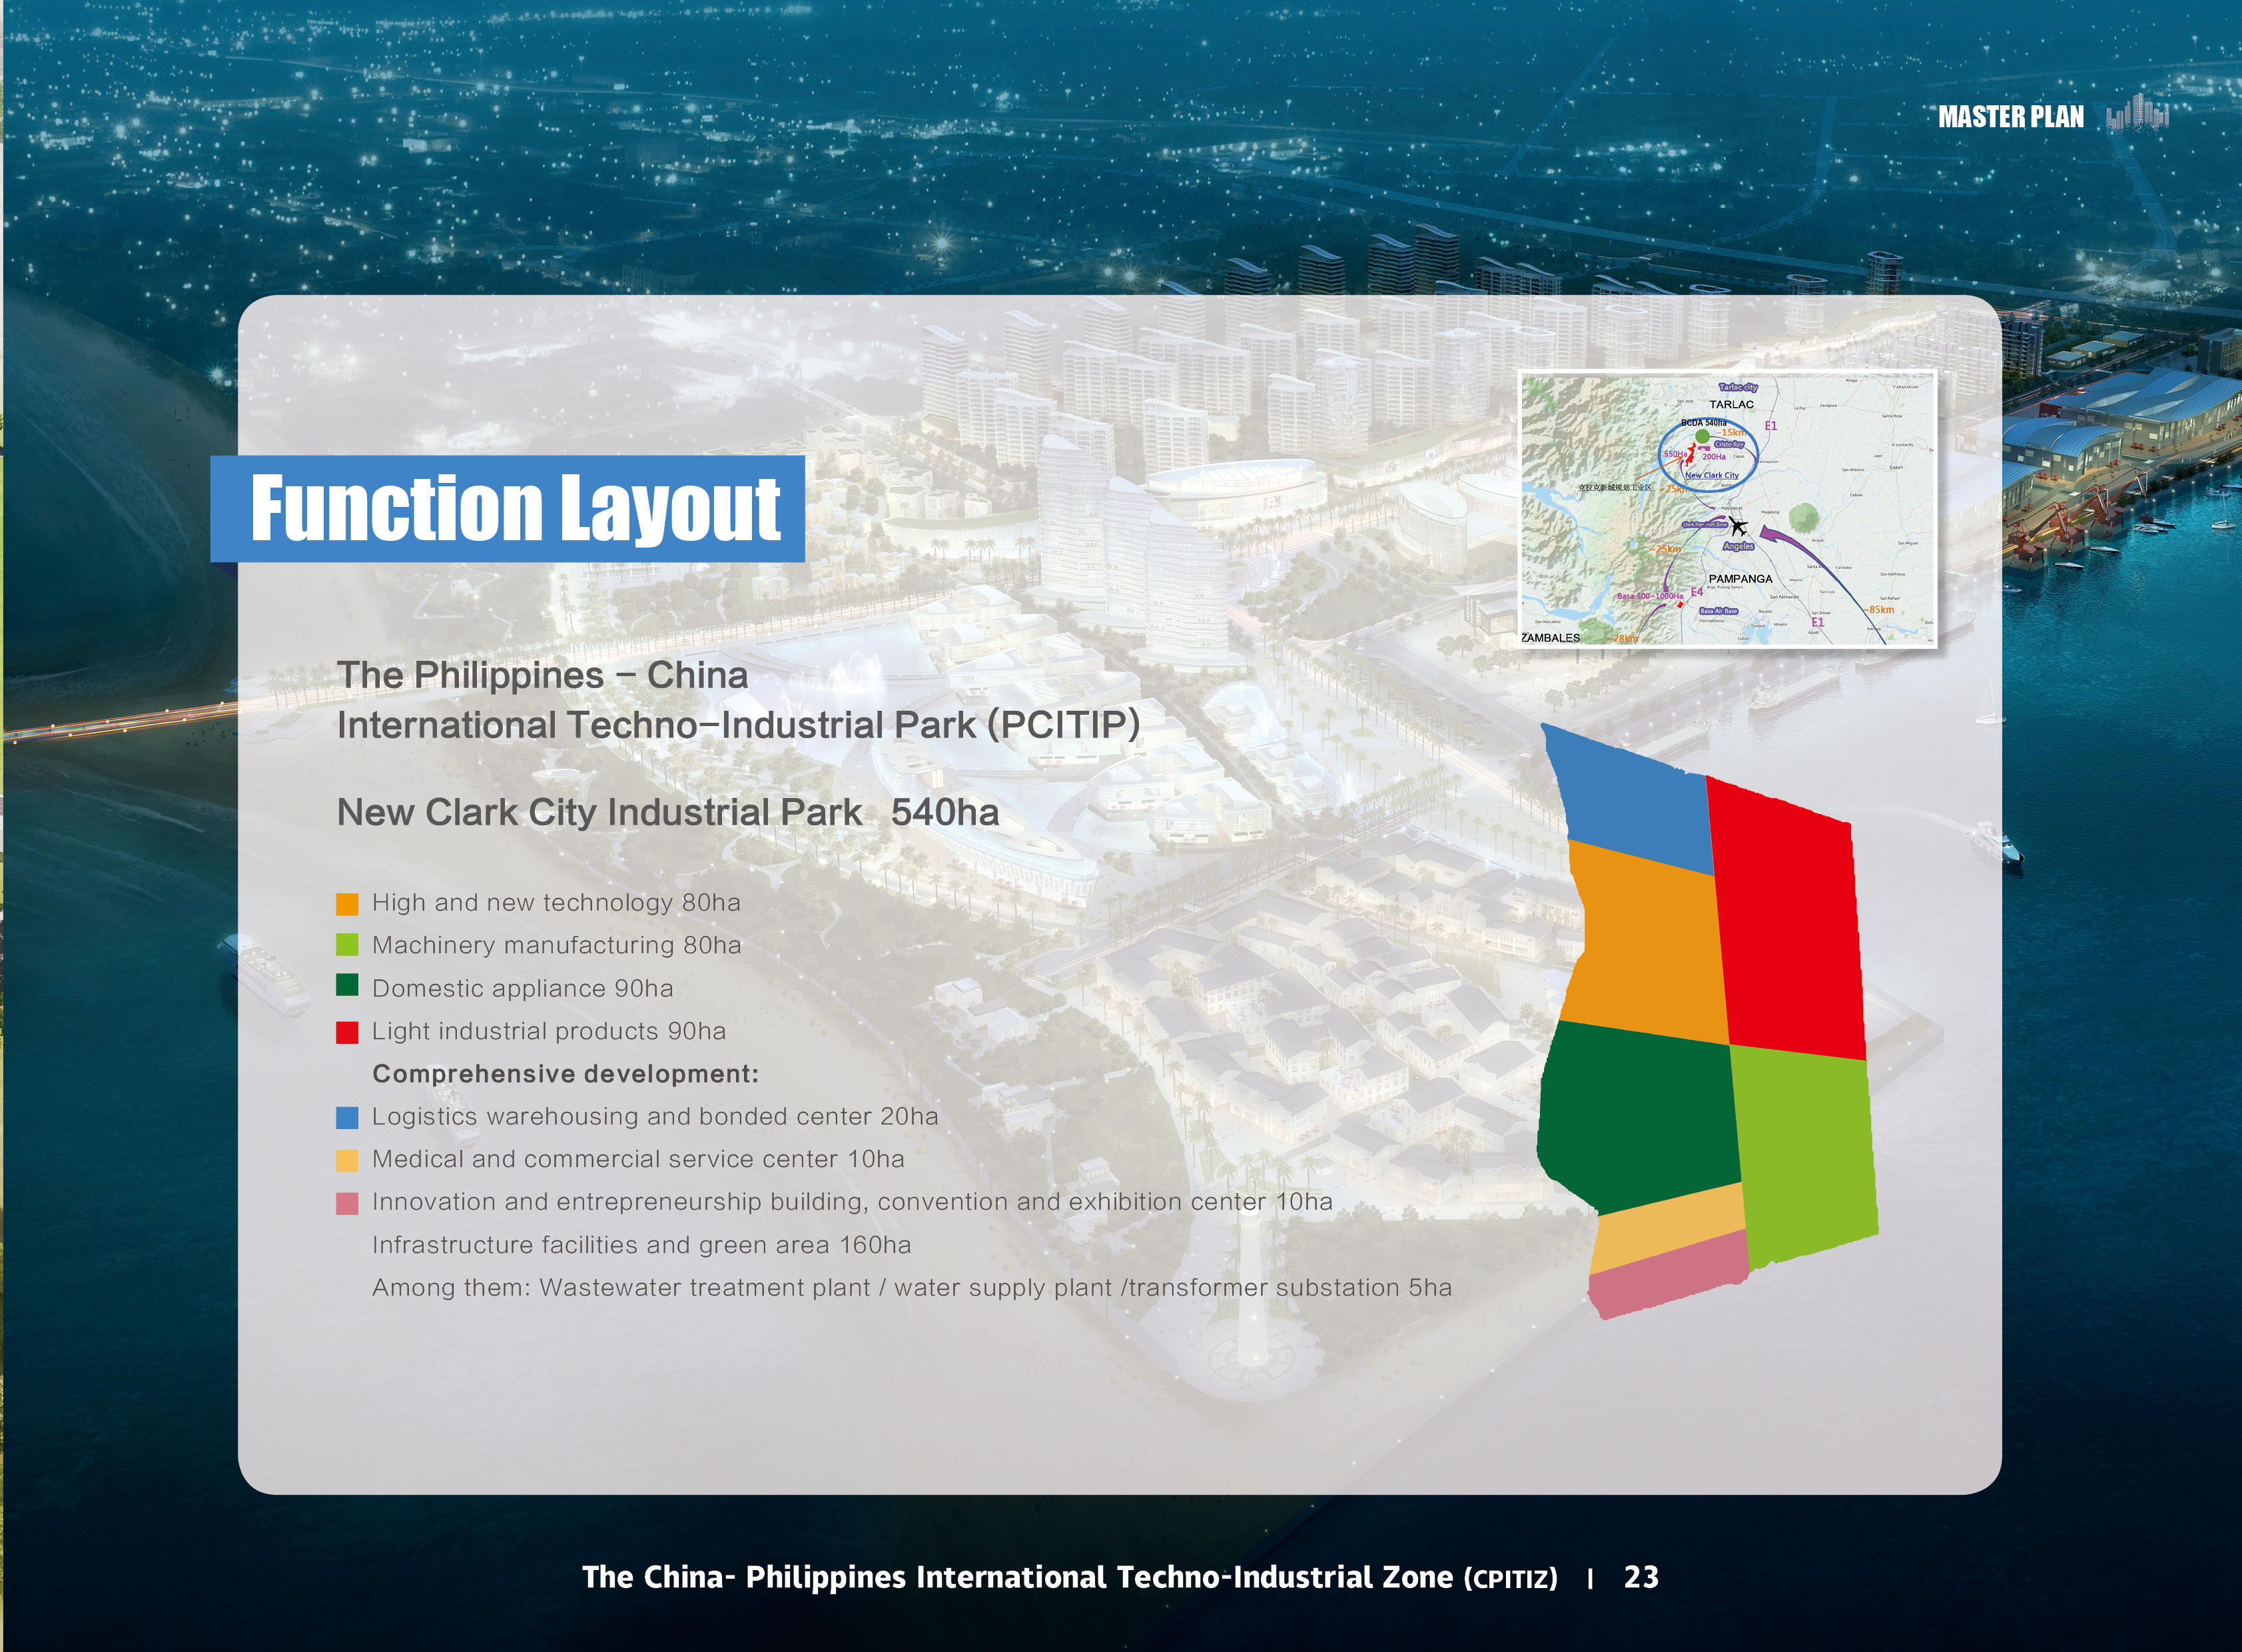 MASTER PLAN
Function Layout
The Philippines – China
International Techno–Industrial Park (PCITIP)
New Clark City Industrial Park 540ha
High and new technology 80ha
Machinery manufacturing 80ha
Domestic appliance 90ha
Light industrial products 90ha
Comprehensive development:
Logistics warehousing and bonded center 20ha
Medical and commercial service center 10ha
Innovation and entrepreneurship building, convention and exhibition center 10ha
Infrastructure facilities and green area 160ha
Among them: Wastewater treatment plant / water supply plant /transformer substation 5ha
Tarlac city
TARLAC
BCDA 540ha
E1
~15km
Cristo Rey
550Ha
200Ha
New Clark City
克拉克新城规划工业区
~25km
Angeles
~25km
PAMPANGA
Basa 500~1000Ha
E4
San Fernando
Basa Air Base
~85km
E1
ZAMBALES
~28km
The China- Philippines International Techno-Industrial Zone (CPITIZ) | 23